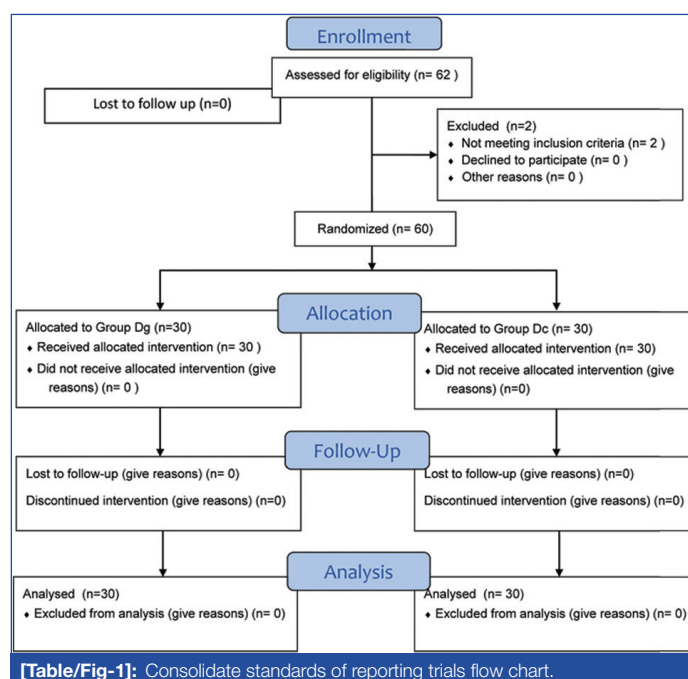 Enrollment
Assessed for eligibility (n= 62 )
Lost to follow up (n=0)
Excluded (n=2)
♦ Not meeting inclusion criteria (n= 2 )
♦ Declined to participate (n= 0 )
♦ Other reasons (n= 0 )
Randomized (n= 60)
Allocation
Allocated to Group Dg (n=30)
♦ Received allocated intervention (n= 30 )
♦ Did not receive allocated intervention (give
reasons) (n= 0 )
Allocated to Group Dc (n= 30)
♦ Received allocated intervention (n= 30)
♦ Did not receive allocated intervention (give
reasons) (n=0)
Follow-Up
Lost to follow-up (give reasons) (n= 0)
Discontinued intervention (give reasons) (n=0)
Lost to follow-up (give reasons) (n=0)
Discontinued intervention (give reasons) (n=0)
Analysis
Analysed (n=30)
♦ Excluded from analysis (give reasons) (n= 0)
Analysed (n= 30)
♦ Excluded from analysis (give reasons) (n= 0)
[Table/Fig-1]: Consolidate standards of reporting trials flow chart.